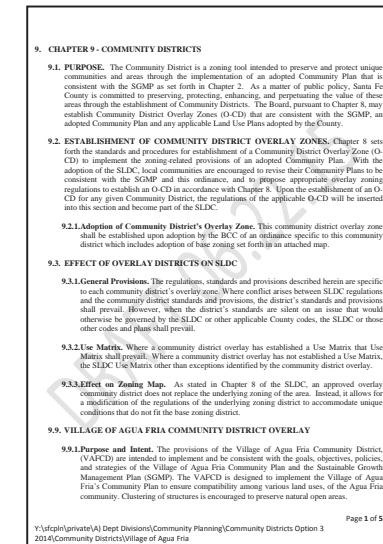 9. CHAPTER 9 - COMMUNITY DISTRICTS
9.1. PURPOSE. The Community District is a zoning tool intended to preserve and protect unique
communities and areas through the implementation of an adopted Community Plan that is
consistent with the SGMP as set forth in Chapter 2. As a matter of public policy, Santa Fe
County is committed to preserving, protecting, enhancing, and perpetuating the value of these
areas through the establishment of Community Districts. The Board, pursuant to Chapter 8, may
establish Community District Overlay Zones (O-CD) that are consistent with the SGMP, an
adopted Community Plan and any applicable Land Use Plans adopted by the County.
9.2. ESTABLISHMENT OF COMMUNITY DISTRICT OVERLAY ZONES. Chapter 8 sets
forth the standards and procedures for establishment of a Community District Overlay Zone (O-
CD) to implement the zoning-related provisions of an adopted Community Plan. With the
adoption of the SLDC, local communities are encouraged to revise their Community Plans to be
consistent with the SGMP and this ordinance, and to propose appropriate overlay zoning
regulations to establish an O-CD in accordance with Chapter 8. Upon the establishment of an O-
CD for any given Community District, the regulations of the applicable O-CD will be inserted
into this section and become part of the SLDC.
9.2.1.Adoption of Community District's Overlay Zone. This community district overlay zone
shall be established upon adoption by the BCC of an ordinance specific to this community
district which includes adoption of base zoning set forth in an attached map.
9.3. EFFECT OF OVERLAY DISTRICTS ON SLDC
9.3.1.General Provisions. The regulations, standards and provisions described herein are specific
to each community district's overlay zone. Where conflict arises between SLDC regulations
and the community district standards and provisions, the district's standards and provisions
shall prevail. However, when the district's standards are silent on an issue that would
otherwise be governed by the SLDC or other applicable County codes, the SLDC or those
other codes and plans shall prevail.
9.3.2.Use Matrix. Where a community district overlay has established a Use Matrix that Use
Matrix shall prevail. Where a community district overlay has not established a Use Matrix,
the SLDC Use Matrix other than exceptions identified by the community district overlay.
9.3.3.Effect on Zoning Map. As stated in Chapter 8 of the SLDC, an approved overlay
community district does not replace the underlying zoning of the area. Instead, it allows for
a modification of the regulations of the underlying zoning district to accommodate unique
conditions that do not fit the base zoning district.
9.9. VILLAGE OF AGUA FRIA COMMUNITY DISTRICT OVERLAY
9.9.1.Purpose and Intent. The provisions of the Village of Agua Fria Community District,
(VAFCD) are intended to implement and be consistent with the goals, objectives, policies,
and strategies of the Village of Agua Fria Community Plan and the Sustainable Growth
Management Plan (SGMP). The VAFCD is designed to implement the Village of Agua
Fria's Community Plan to ensure compatibility among various land uses, of the Agua Fria
community. Clustering of structures is encouraged to preserve natural open areas.
Page 1 of 5
Y:\sfcpln\private\A) Dept Divisions\Community Planning\Community Districts Option 3
2014\Community Districts\Village of Agua Fria